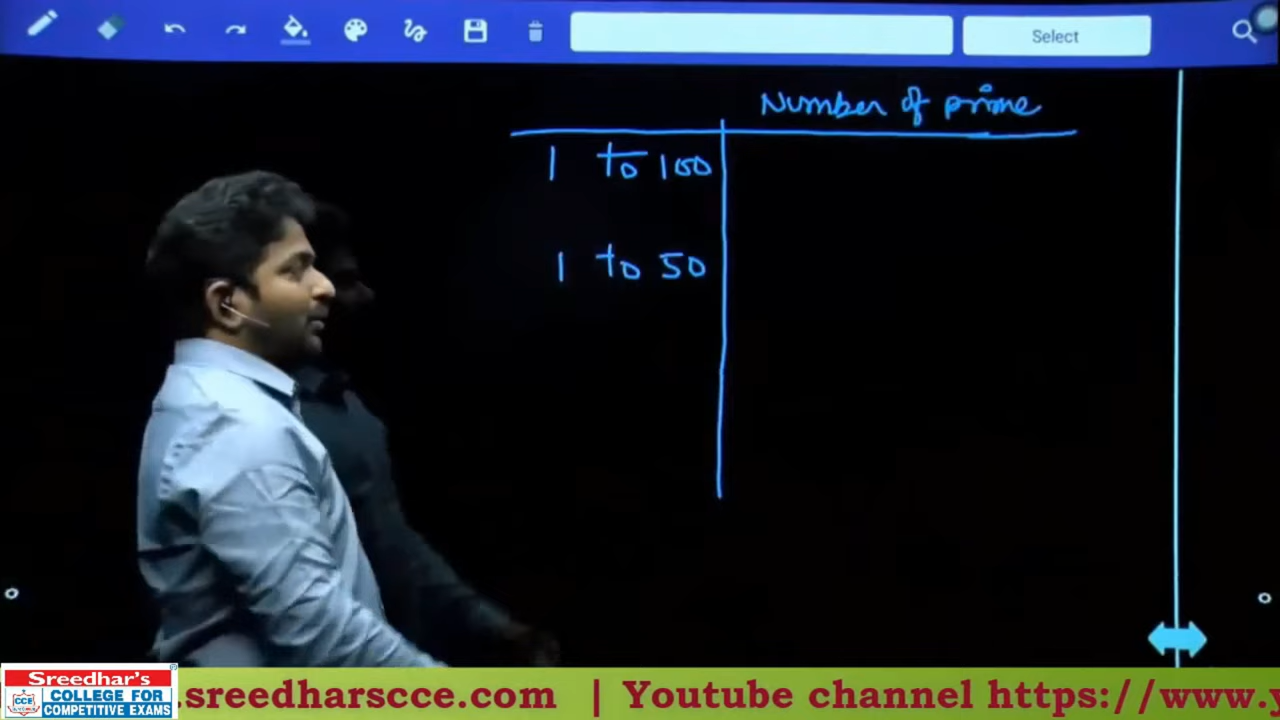 Select
Number of prime
1 to 100
1 to 50
Sreedhar's
CCE
COLLEGE FOR
COMPETITIVE EXAMS
.sreedharscce.com | Youtube channel https://www.y